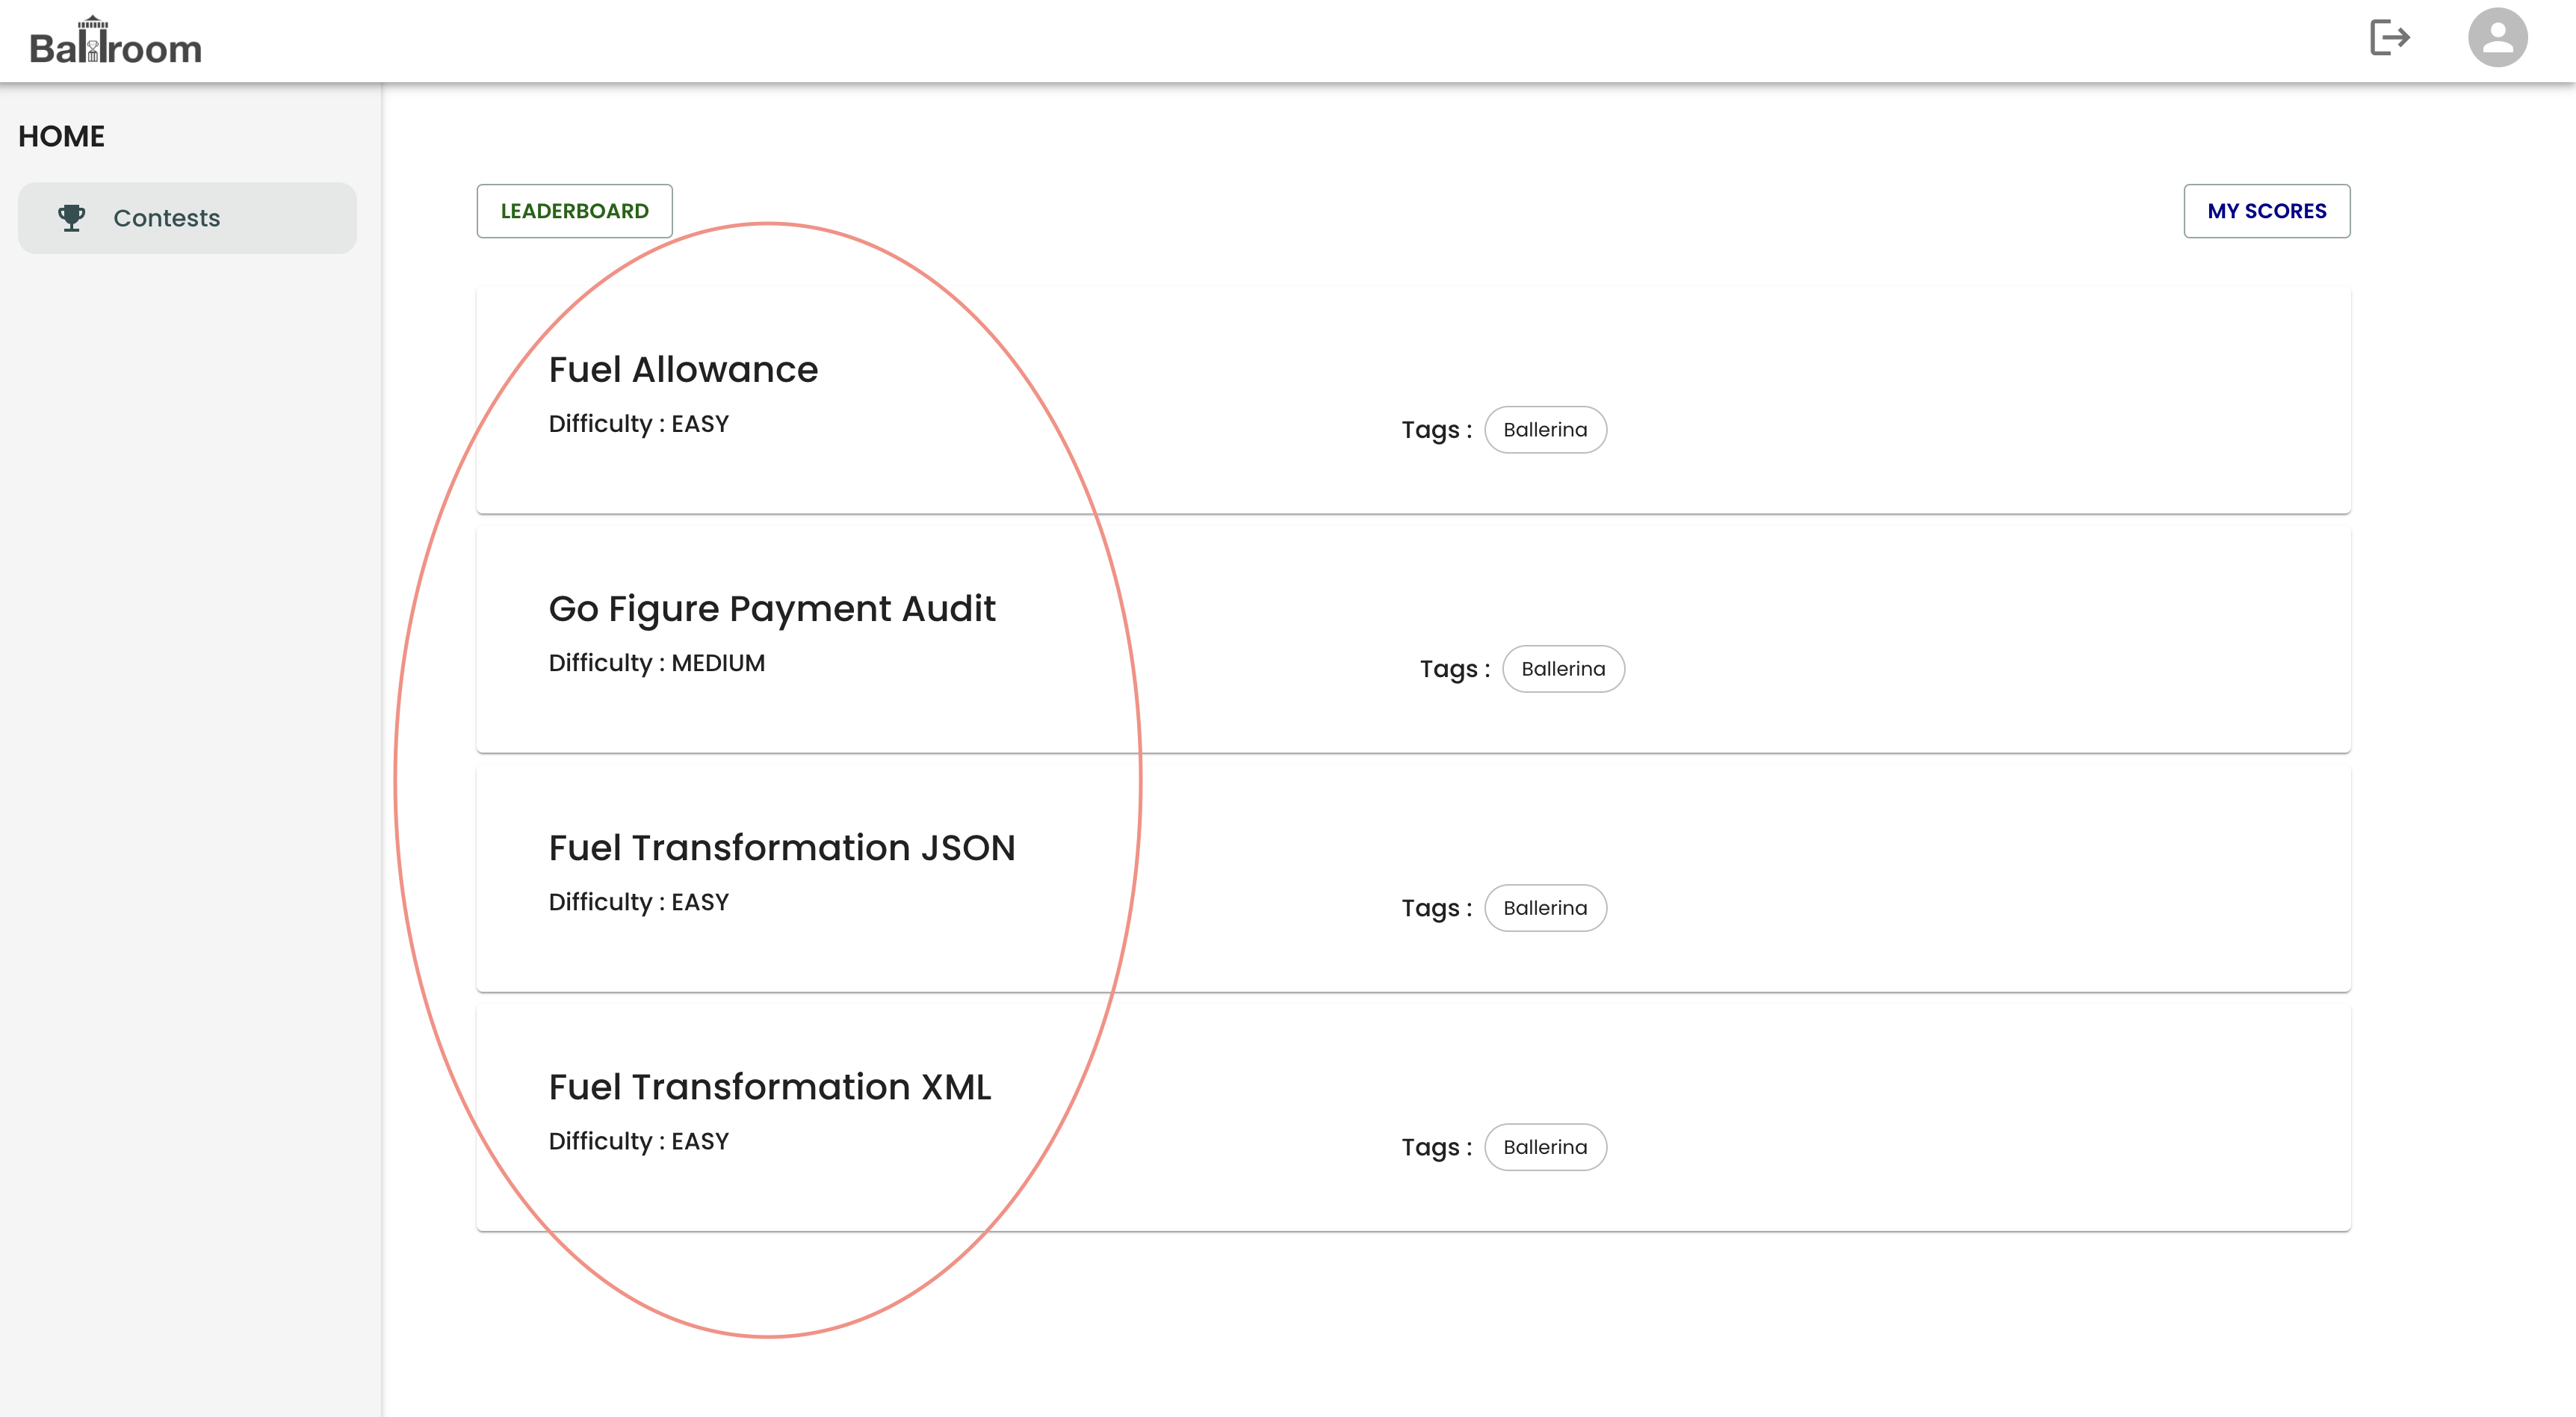 Ballroom
HOME
Contests
LEADERBOARD
MY SCORES
Fuel Allowance
Difficulty : EASY
Tags : Ballerina
Go Figure Payment Audit
Difficulty : MEDIUM
Tags : Ballerina
Fuel Transformation JSON
Difficulty : EASY
Tags : Ballerina
Fuel Transformation XML
Difficulty : EASY
Tags : Ballerina